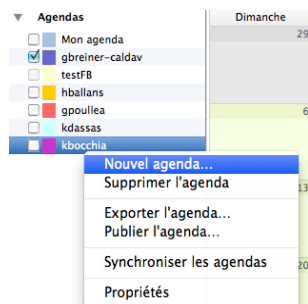 Agendas
Dimanche
29
Mon agenda
gbreiner-caldav
testFB
hballans
gpoullea
6
kdassas
kbocchia
Nouvel agenda...
Supprimer l'agenda
13
Exporter l'agenda...
Publier l'agenda...
Synchroniser les agendas
20
Propriétés